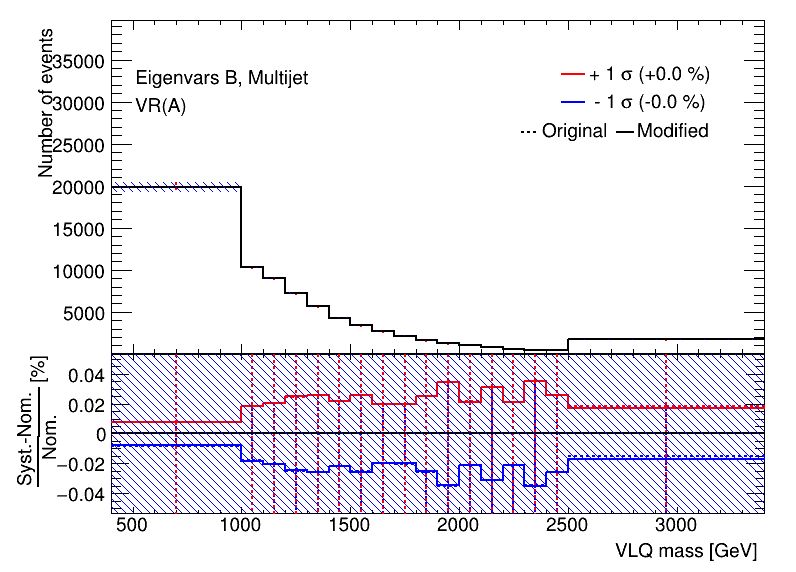 Number of events
35000
30000
25000
20000
15000
10000
5000
Eigenvars B, Multijet
VR(A)
+ 1 σ (+0.0 %)
- 1 σ (-0.0 %)
Original Modified
Syst.-Nom.
Nom.
[%]
0.04
0.02
0
−0.02
−0.04
500 1000 1500 2000 2500 3000
VLQ mass [GeV]